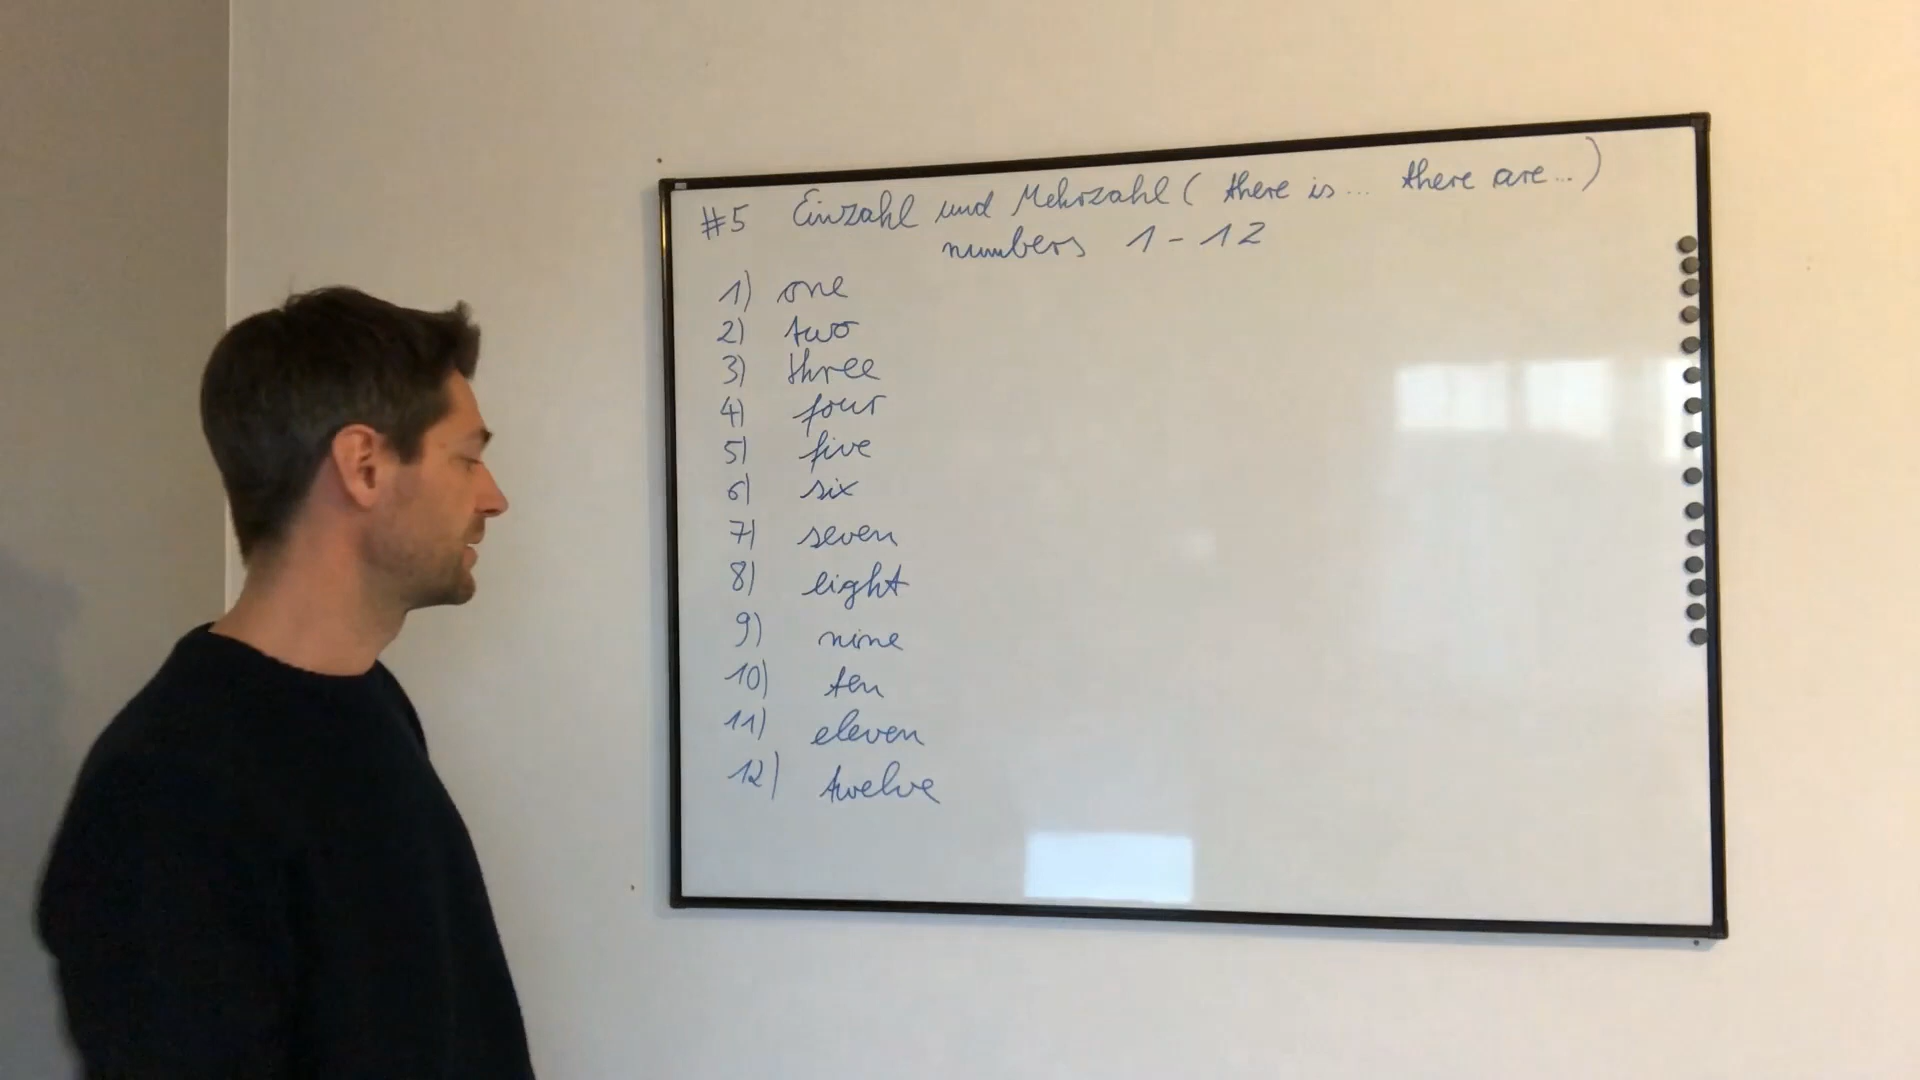 #5 Einzahl und Mehrzahl ( there is ... there are ... )
numbers 1 - 12
1) one
2) two
3) three
4) four
5) five
6) six
7) seven
8) eight
9) nine
10) ten
11) eleven
12) twelve